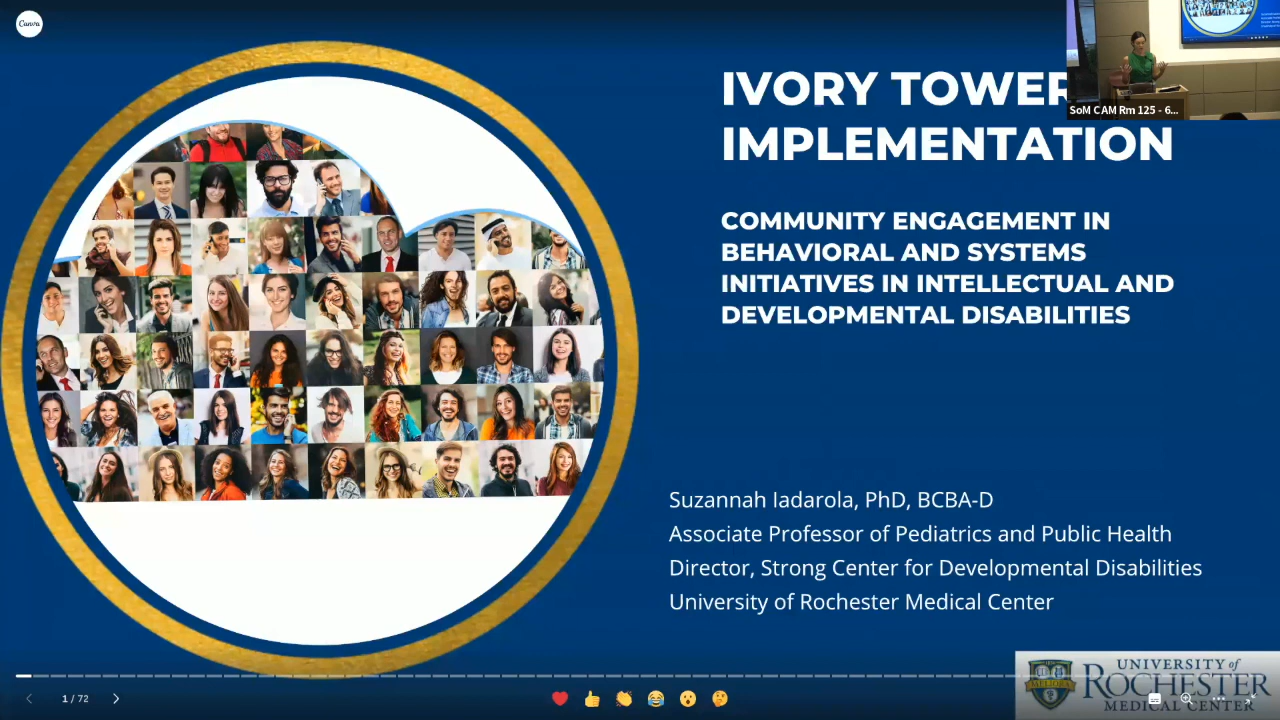 Canva
IVORY TOWER
IMPLEMENTATION
SoM CAM Rm 125 - 6...
COMMUNITY ENGAGEMENT IN
BEHAVIORAL AND SYSTEMS
INITIATIVES IN INTELLECTUAL AND
DEVELOPMENTAL DISABILITIES
Suzannah Iadarola, PhD, BCBA-D
Associate Professor of Pediatrics and Public Health
Director, Strong Center for Developmental Disabilities
University of Rochester Medical Center
UNIVERSITY of
ROCHESTER
MEDICAL CENTER
MELIORA
1 / 72